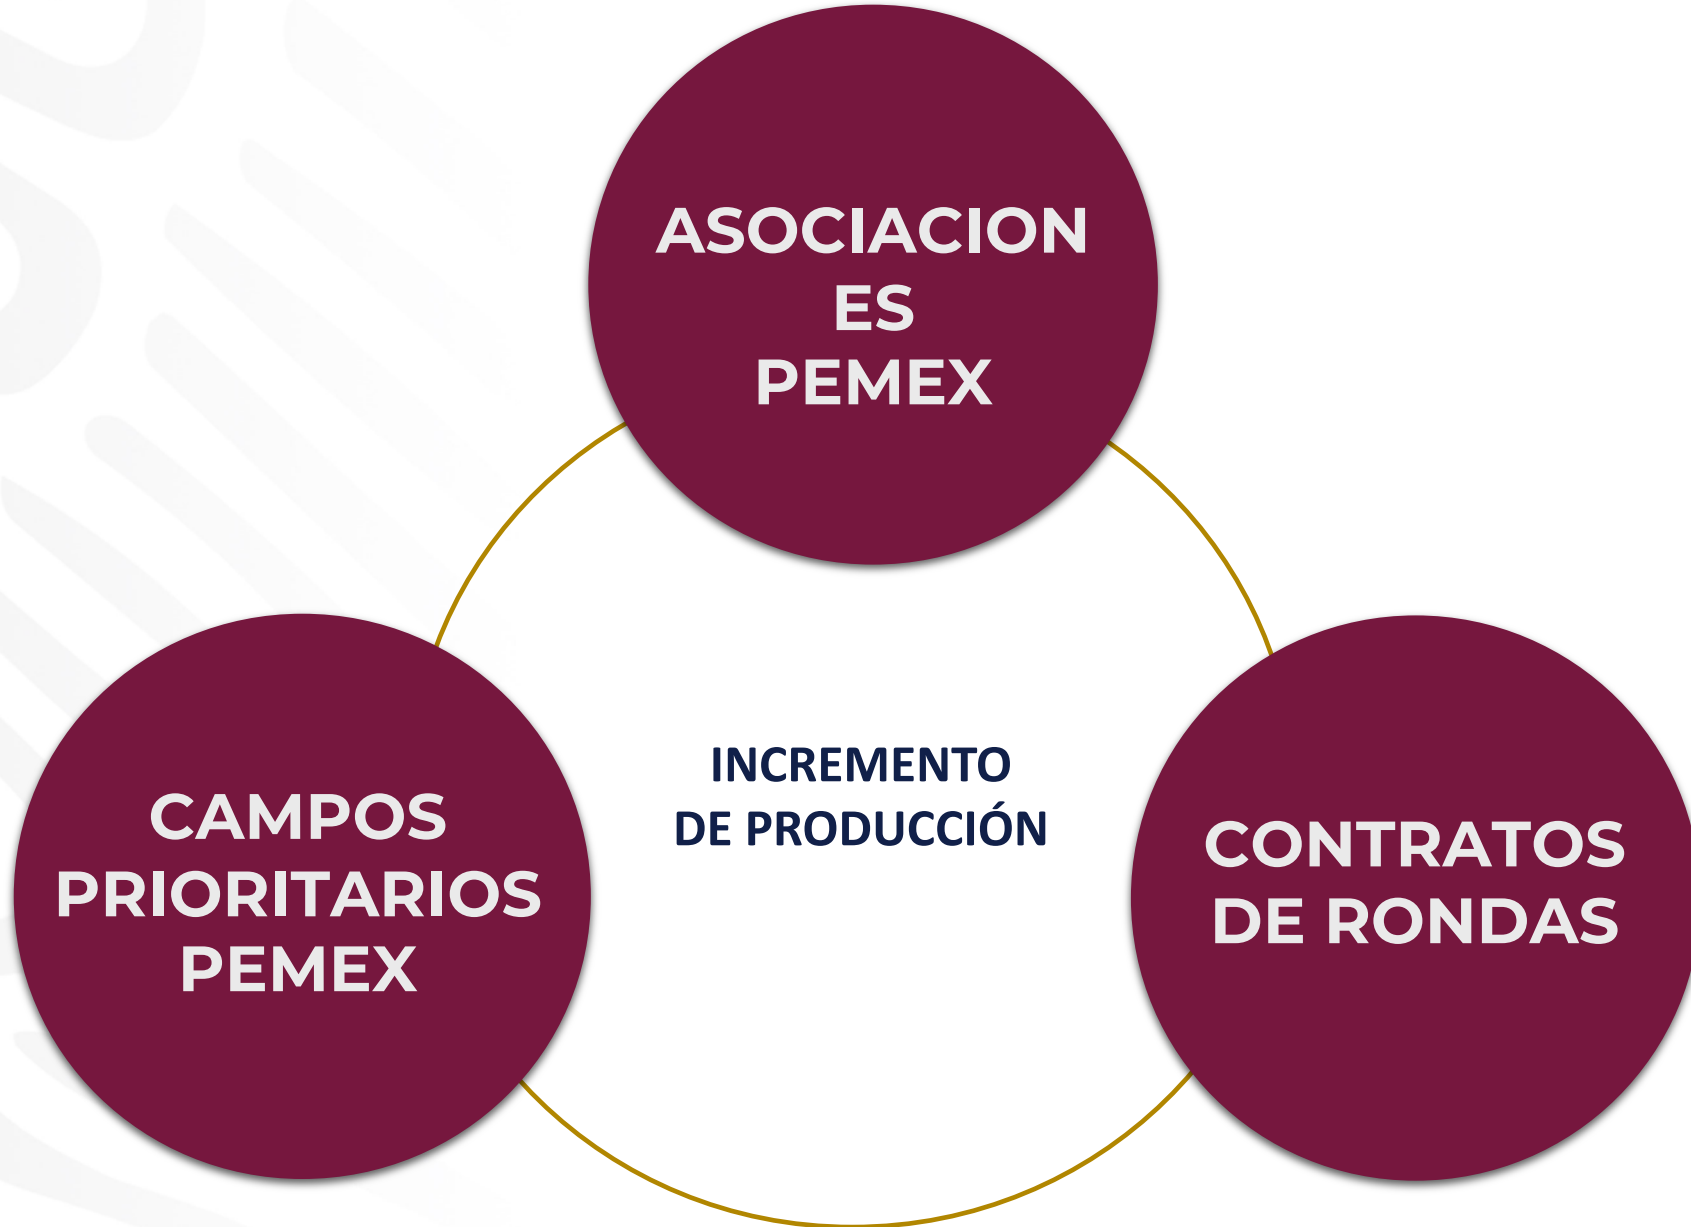 ASOCIACION
ES
PEMEX
INCREMENTO
DE PRODUCCIÓN
CAMPOS
PRIORITARIOS
PEMEX
CONTRATOS
DE RONDAS